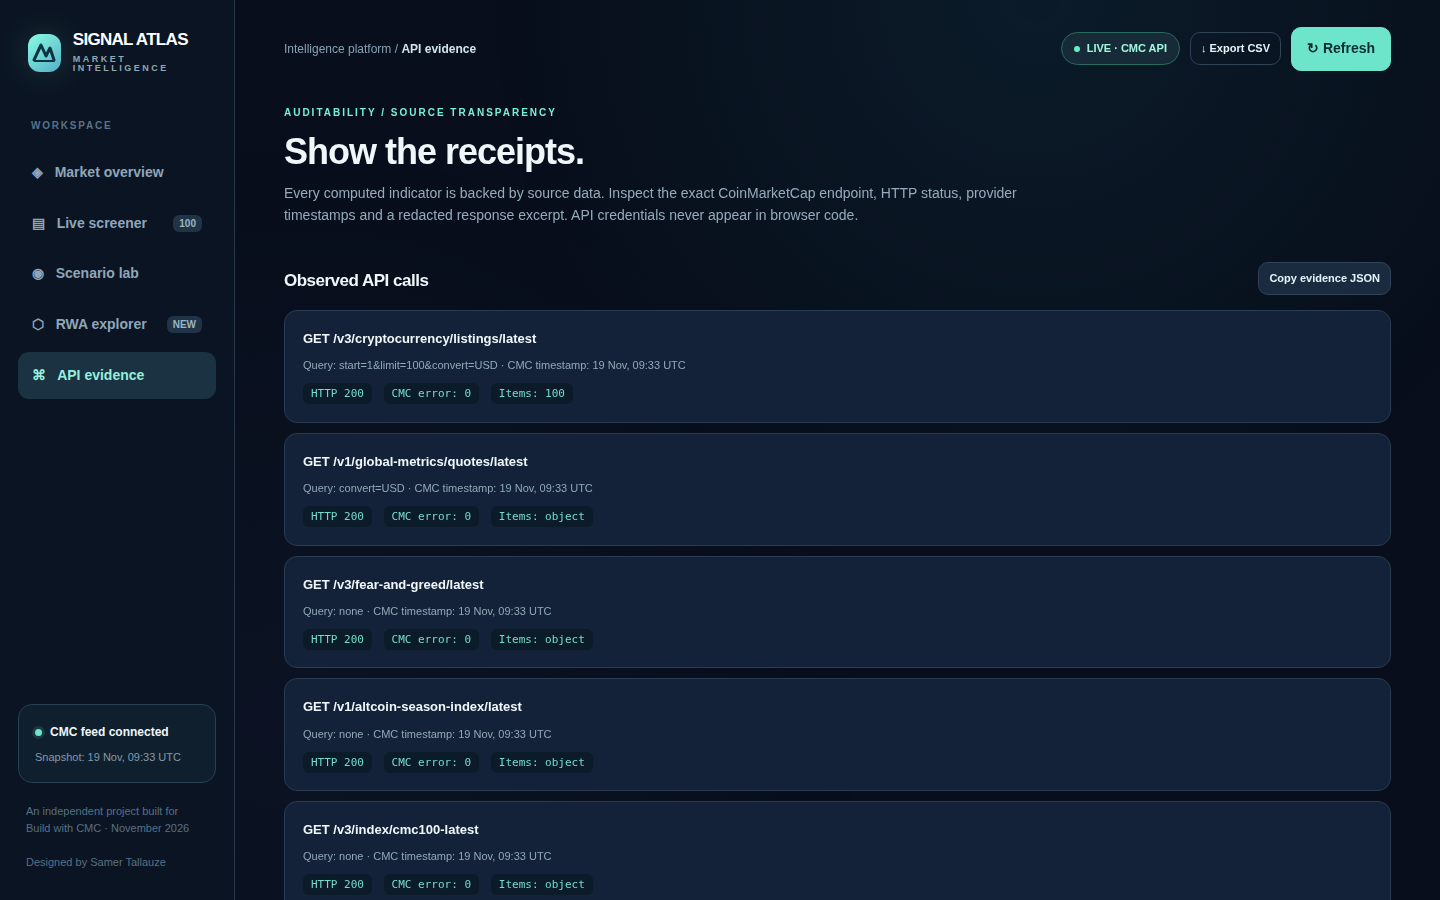 SIGNAL ATLAS
MARKET
INTELLIGENCE
WORKSPACE
Market overview
Live screener 100
Scenario lab
RWA explorer NEW
API evidence
CMC feed connected
Snapshot: 19 Nov, 09:33 UTC
An independent project built for
Build with CMC · November 2026
Designed by Samer Tallauze
Intelligence platform / API evidence
LIVE · CMC API
↓ Export CSV
↻ Refresh
AUDITABILITY / SOURCE TRANSPARENCY
Show the receipts.
Every computed indicator is backed by source data. Inspect the exact CoinMarketCap endpoint, HTTP status, provider
timestamps and a redacted response excerpt. API credentials never appear in browser code.
Observed API calls
Copy evidence JSON
GET /v3/cryptocurrency/listings/latest
Query: start=1&limit=100&convert=USD · CMC timestamp: 19 Nov, 09:33 UTC
HTTP 200 CMC error: 0 Items: 100
GET /v1/global-metrics/quotes/latest
Query: convert=USD · CMC timestamp: 19 Nov, 09:33 UTC
HTTP 200 CMC error: 0 Items: object
GET /v3/fear-and-greed/latest
Query: none · CMC timestamp: 19 Nov, 09:33 UTC
HTTP 200 CMC error: 0 Items: object
GET /v1/altcoin-season-index/latest
Query: none · CMC timestamp: 19 Nov, 09:33 UTC
HTTP 200 CMC error: 0 Items: object
GET /v3/index/cmc100-latest
Query: none · CMC timestamp: 19 Nov, 09:33 UTC
HTTP 200 CMC error: 0 Items: object